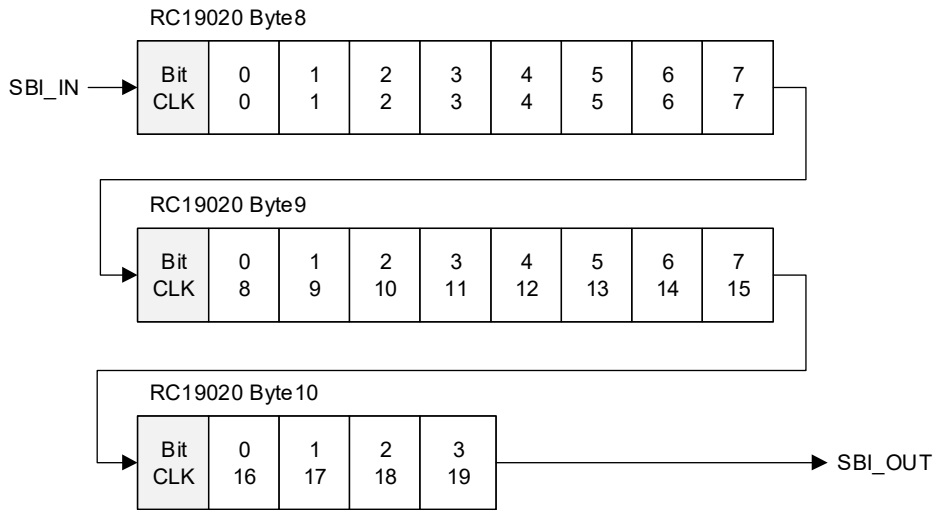 RC19020 Byte8
SBI_IN
Bit 0 1 2 3 4 5 6 7
CLK 0 1 2 3 4 5 6 7
RC19020 Byte9
Bit 0 1 2 3 4 5 6 7
CLK 8 9 10 11 12 13 14 15
RC19020 Byte10
Bit 0 1 2 3
CLK 16 17 18 19
SBI_OUT